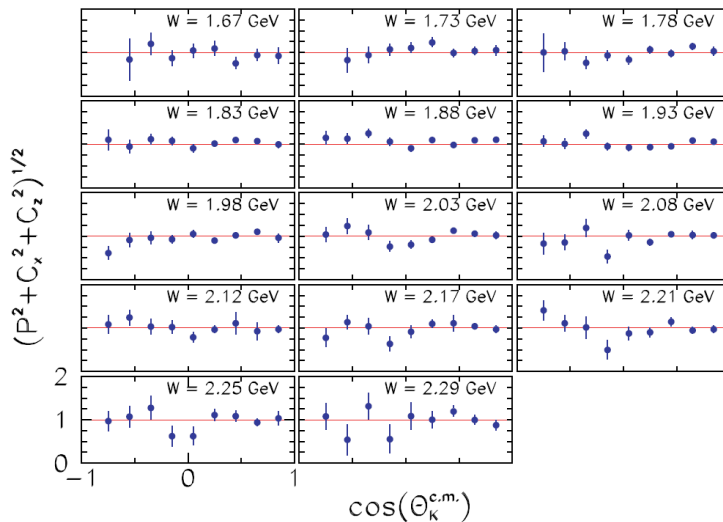 W = 1.67 GeV
W = 1.73 GeV
W = 1.78 GeV
W = 1.83 GeV
W = 1.88 GeV
W = 1.93 GeV
W = 1.98 GeV
W = 2.03 GeV
W = 2.08 GeV
W = 2.12 GeV
W = 2.17 GeV
W = 2.21 GeV
W = 2.25 GeV
W = 2.29 GeV
(P²+Cₓ²+C_z²)^1/2
2
1
0
−1 0 1
cos(Θ_K^c.m.)